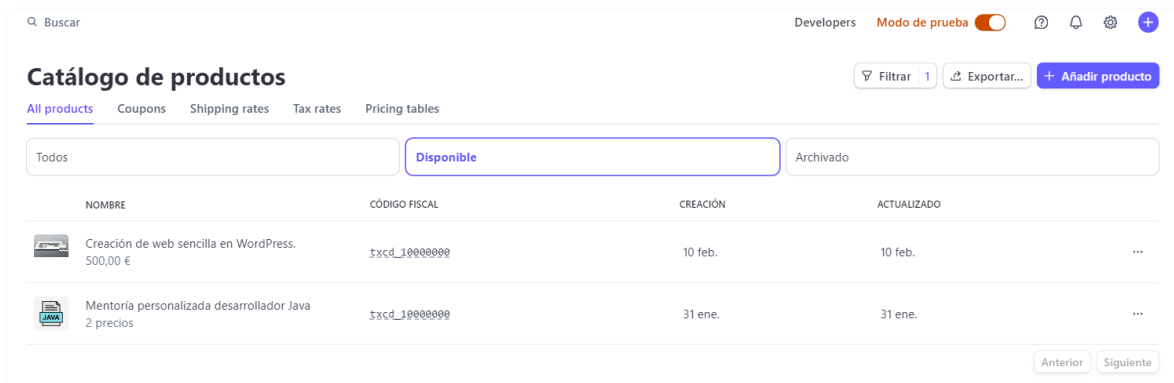 Buscar Developers Modo de prueba
Catálogo de productos Filtrar 1 Exportar... + Añadir producto
All products Coupons Shipping rates Tax rates Pricing tables
Todos Disponible Archivado
NOMBRE CÓDIGO FISCAL CREACIÓN ACTUALIZADO
Creación de web sencilla en WordPress.
500,00 € txcd_10000000 10 feb. 10 feb. ...
JAVA Mentoría personalizada desarrollador Java
2 precios txcd_10000000 31 ene. 31 ene. ...
Anterior Siguiente